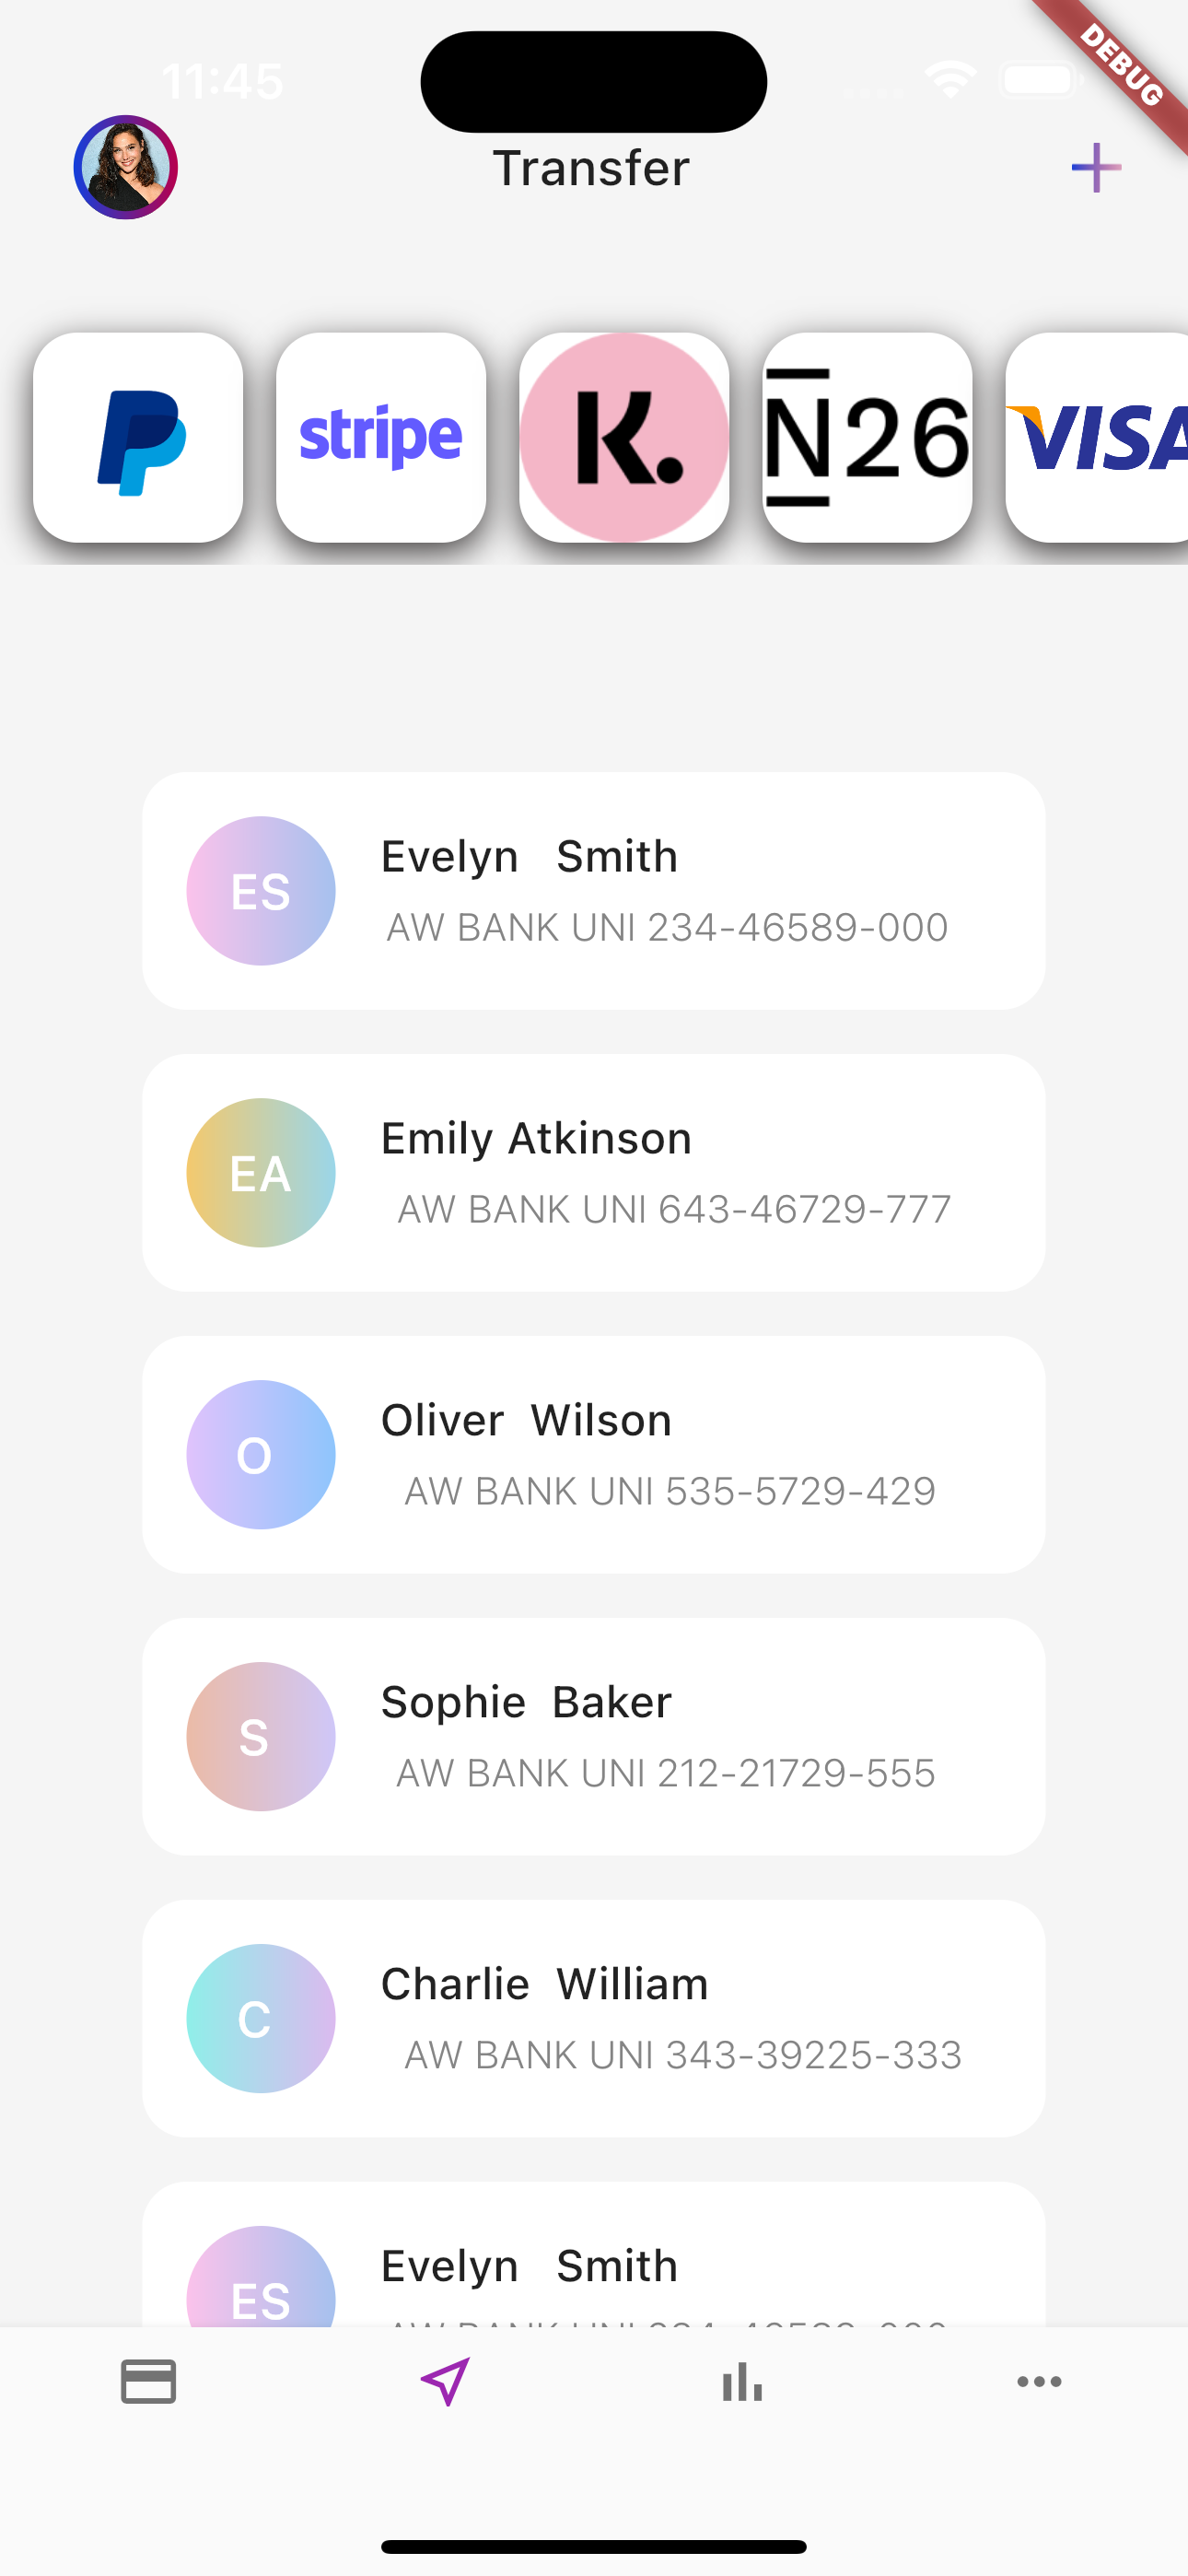 11:45
DEBUG
Transfer
stripe
K.
N26
VISA
ES
Evelyn Smith
AW BANK UNI 234-46589-000
EA
Emily Atkinson
AW BANK UNI 643-46729-777
O
Oliver Wilson
AW BANK UNI 535-5729-429
S
Sophie Baker
AW BANK UNI 212-21729-555
C
Charlie William
AW BANK UNI 343-39225-333
ES
Evelyn Smith